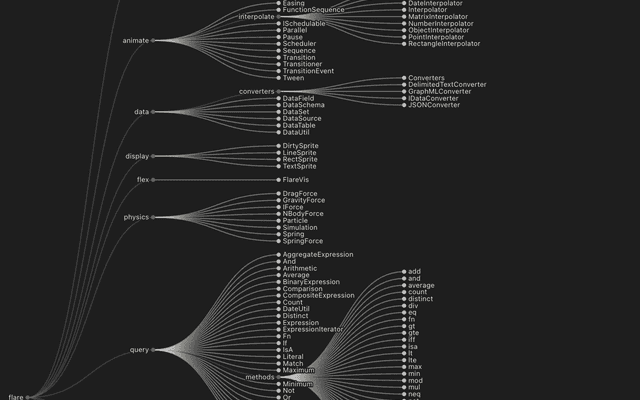 Easing
FunctionSequence
interpolate
ISchedulable
Parallel
Pause
Scheduler
Sequence
Transition
Transitioner
TransitionEvent
Tween
animate
DateInterpolator
Interpolator
MatrixInterpolator
NumberInterpolator
ObjectInterpolator
PointInterpolator
RectangleInterpolator
converters
Converters
DelimitedTextConverter
GraphMLConverter
IDataConverter
JSONConverter
data
DataField
DataSchema
DataSet
DataSource
DataTable
DataUtil
display
DirtySprite
LineSprite
RectSprite
TextSprite
flex
FlareVis
physics
DragForce
GravityForce
IForce
NBodyForce
Particle
Simulation
Spring
SpringForce
query
AggregateExpression
And
Arithmetic
Average
BinaryExpression
Comparison
CompositeExpression
Count
DateUtil
Distinct
Expression
ExpressionIterator
Fn
If
IsA
Literal
Match
Maximum
methods
Minimum
Not
Or
add
and
average
count
distinct
div
eq
fn
gt
gte
iff
isa
lt
lte
max
min
mod
mul
neq
flare